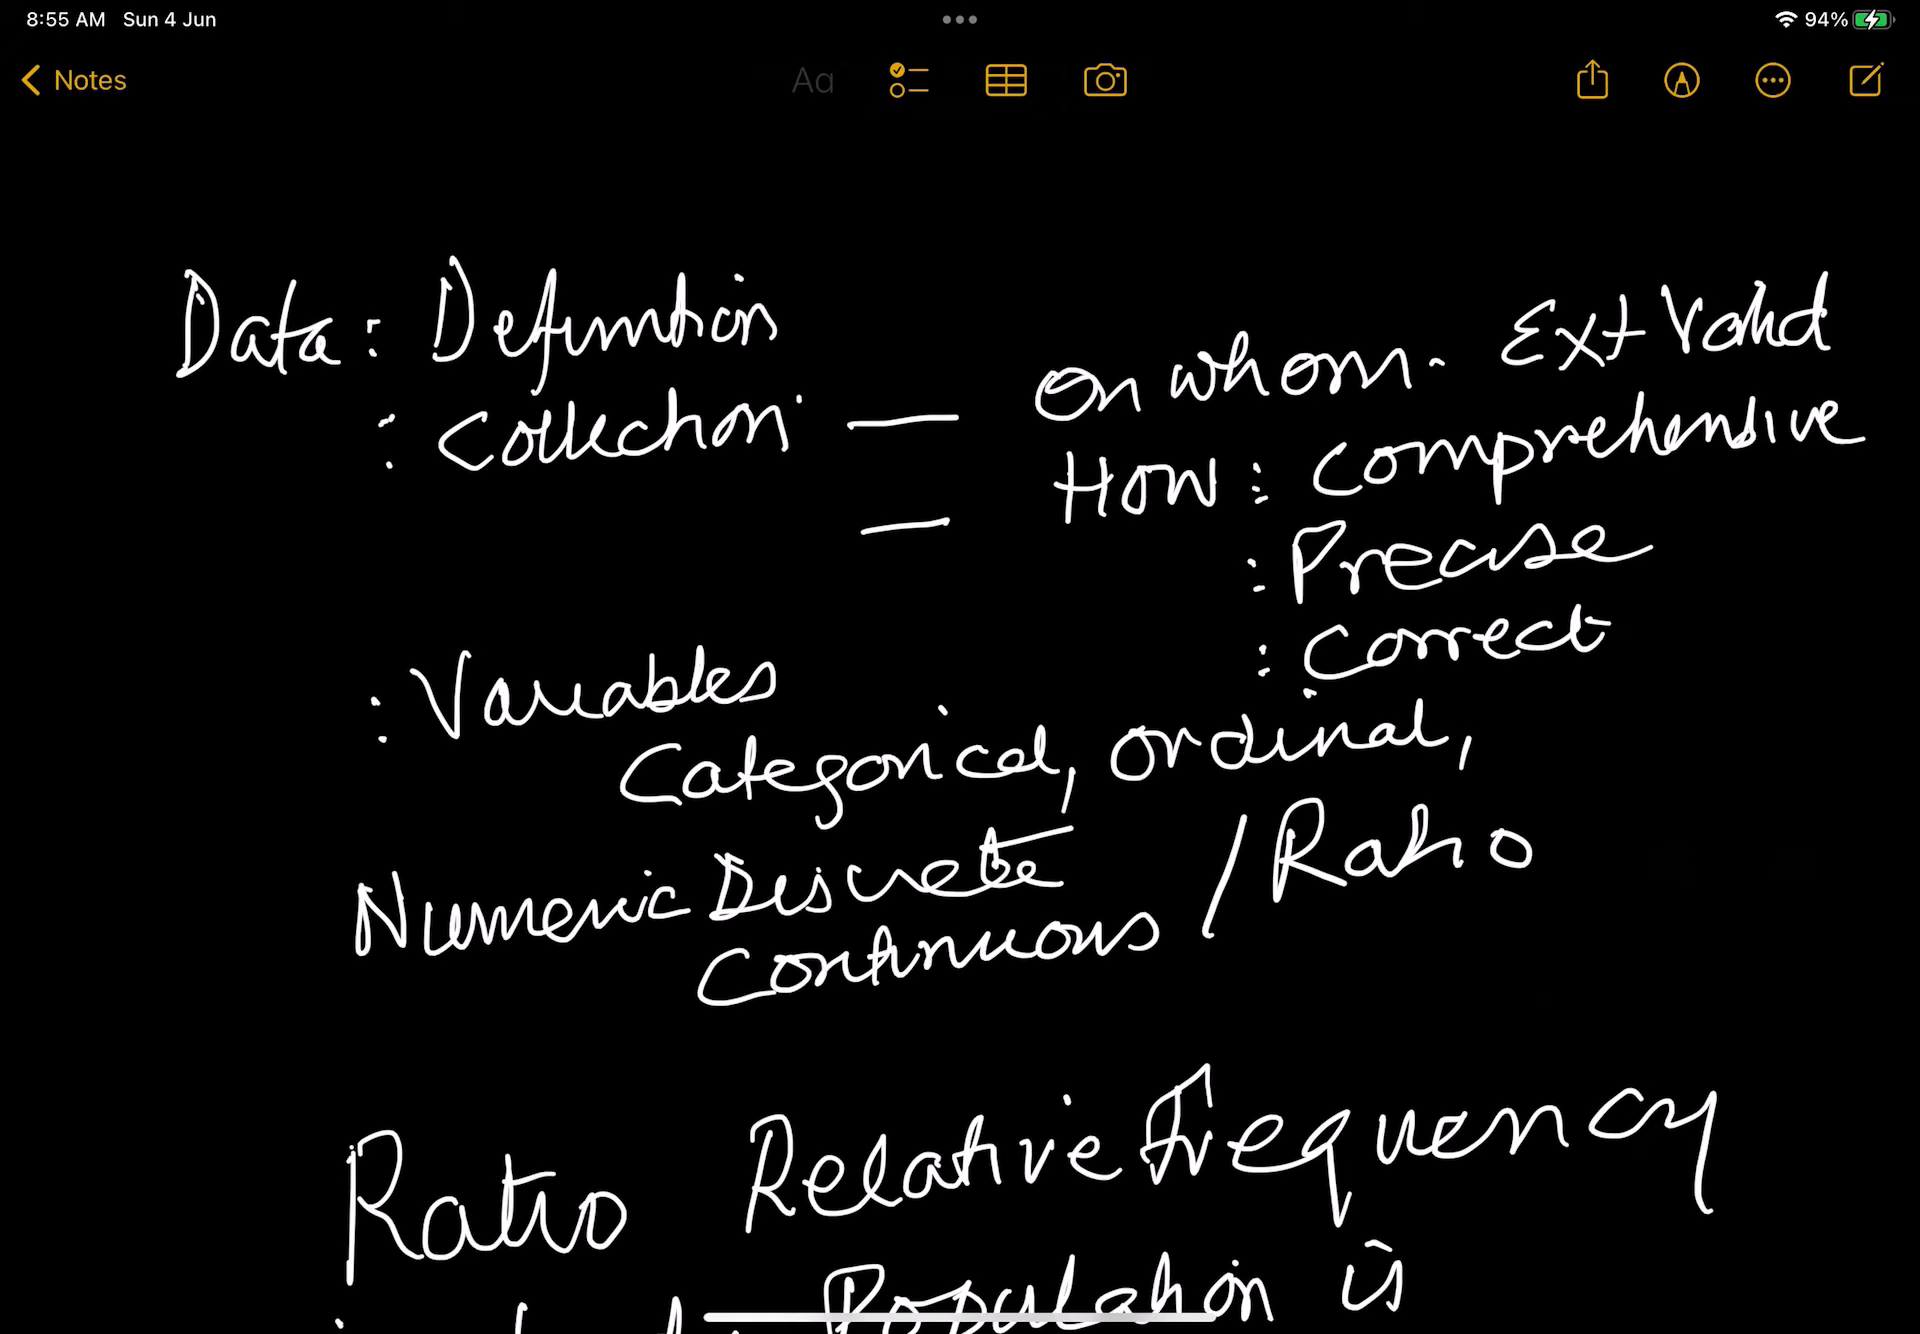 8:55 AM Sun 4 Jun
94%
Notes
Aa
Data: Definition
: Collection — On whom - Ext Valid
— How : comprehensive
: Precise
: Correct
: Variables
Categorical, ordinal,
Numeric Discrete / Ratio
Continuous
Ratio Relative Frequency
Population is